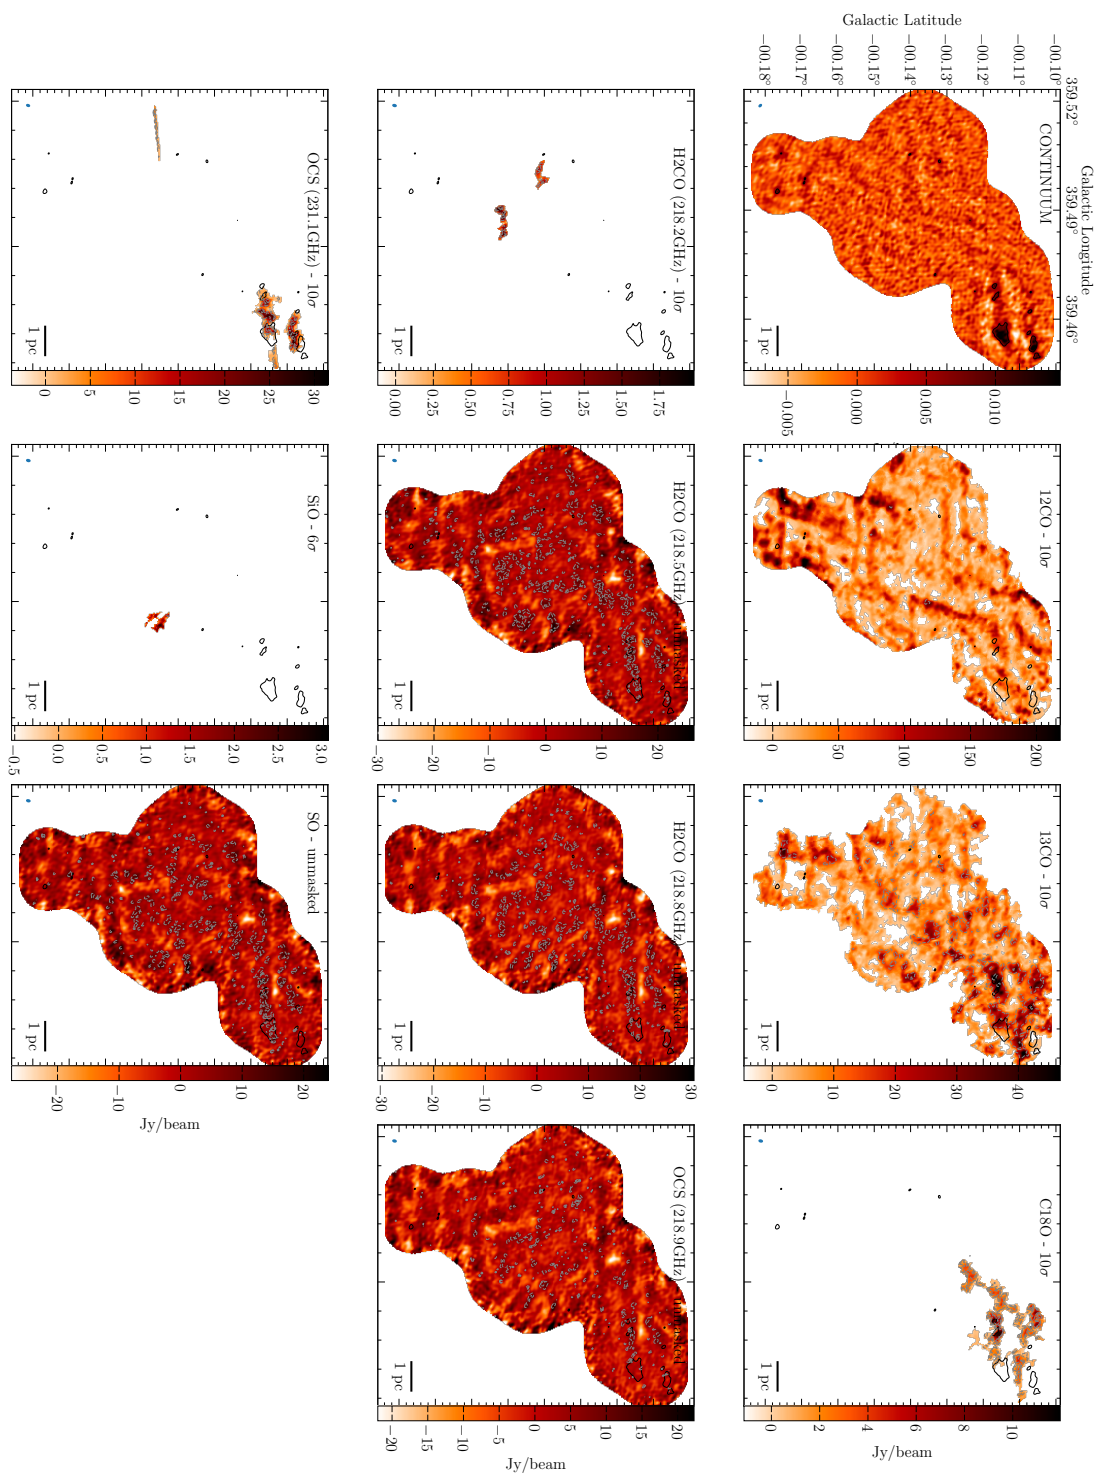 Galactic Longitude
359.52° 359.49° 359.46°
Galactic Latitude
−00.10° −00.11° −00.12° −00.13° −00.14° −00.15° −00.16° −00.17° −00.18°
CONTINUUM
1 pc
−0.005 0.000 0.005 0.010
12CO - 10σ
1 pc
0 50 100 150 200
13CO - 10σ
1 pc
0 10 20 30 40
C18O - 10σ
1 pc
0 2 4 6 8 10
Jy/beam
H2CO (218.2GHz) - 10σ
1 pc
0.00 0.25 0.50 0.75 1.00 1.25 1.50 1.75
H2CO (218.5GHz) - unmasked
1 pc
−30 −20 −10 0 10 20
H2CO (218.8GHz) - unmasked
1 pc
−30 −20 −10 0 10 20 30
OCS (218.9GHz) - unmasked
1 pc
−20 −15 −10 −5 0 5 10 15 20
Jy/beam
OCS (231.1GHz) - 10σ
1 pc
0 5 10 15 20 25 30
SiO - 6σ
1 pc
−0.5 0.0 0.5 1.0 1.5 2.0 2.5 3.0
SO - unmasked
1 pc
−20 −10 0 10 20
Jy/beam